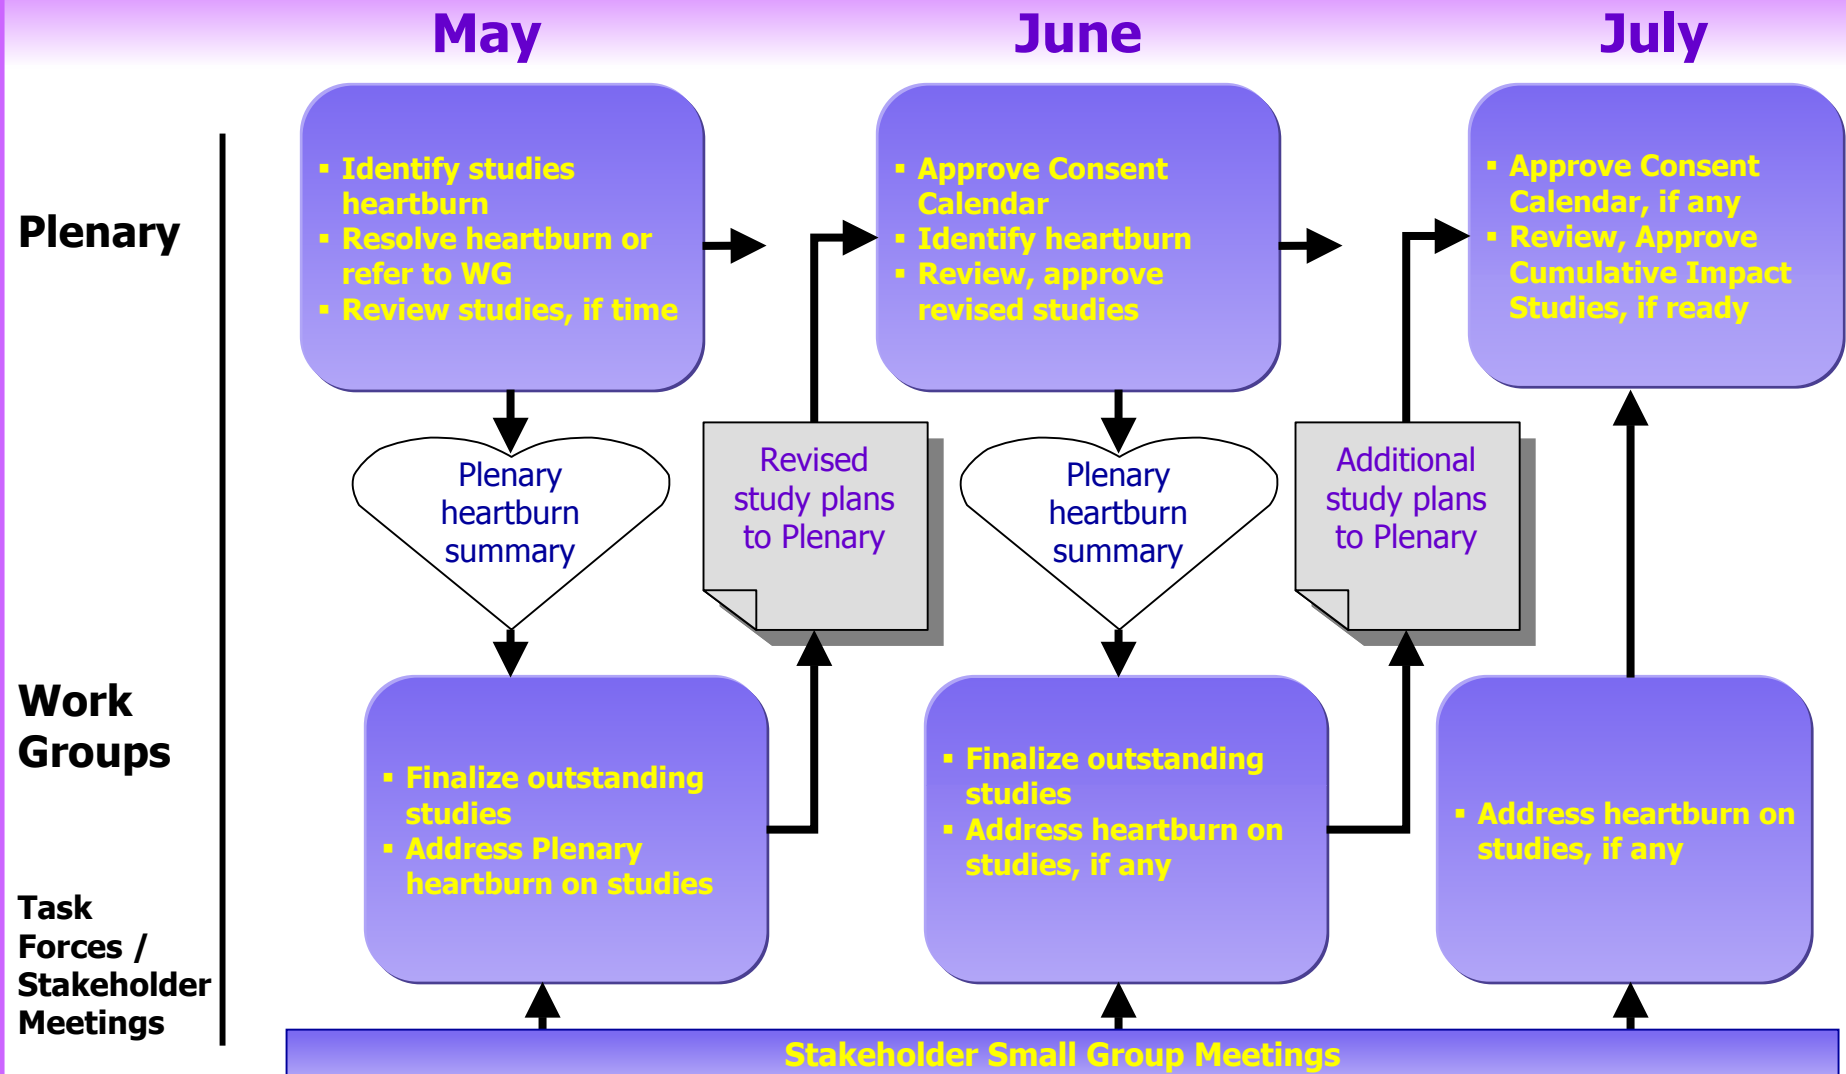 May
June
July
Plenary
▪ Identify studies
heartburn
▪ Resolve heartburn or
refer to WG
▪ Review studies, if time
▪ Approve Consent
Calendar
▪ Identify heartburn
▪ Review, approve
revised studies
▪ Approve Consent
Calendar, if any
▪ Review, Approve
Cumulative Impact
Studies, if ready
Plenary
heartburn
summary
Revised
study plans
to Plenary
Plenary
heartburn
summary
Additional
study plans
to Plenary
Work
Groups
▪ Finalize outstanding
studies
▪ Address Plenary
heartburn on studies
▪ Finalize outstanding
studies
▪ Address heartburn on
studies, if any
▪ Address heartburn on
studies, if any
Task
Forces /
Stakeholder
Meetings
Stakeholder Small Group Meetings